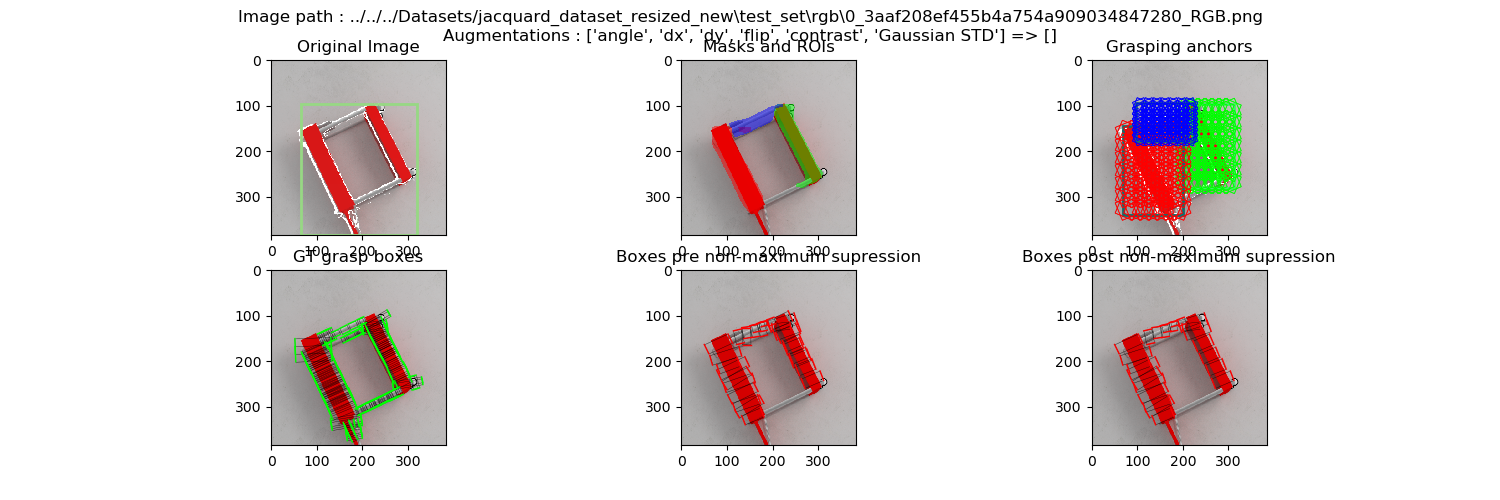 Image path : ../../../Datasets/jacquard_dataset_resized_new\test_set\rgb\0_3aaf208ef455b4a754a909034847280_RGB.png
Augmentations : ['angle', 'dx', 'dy', 'flip', 'contrast', 'Gaussian STD'] => []
Original Image
Masks and ROIs
Grasping anchors
0
100
200
300
0 100 200 300
0
100
200
300
0 100 200 300
0
100
200
300
0 100 200 300
GT grasp boxes
Boxes pre non-maximum supression
Boxes post non-maximum supression
0
100
200
300
0 100 200 300
0
100
200
300
0 100 200 300
0
100
200
300
0 100 200 300